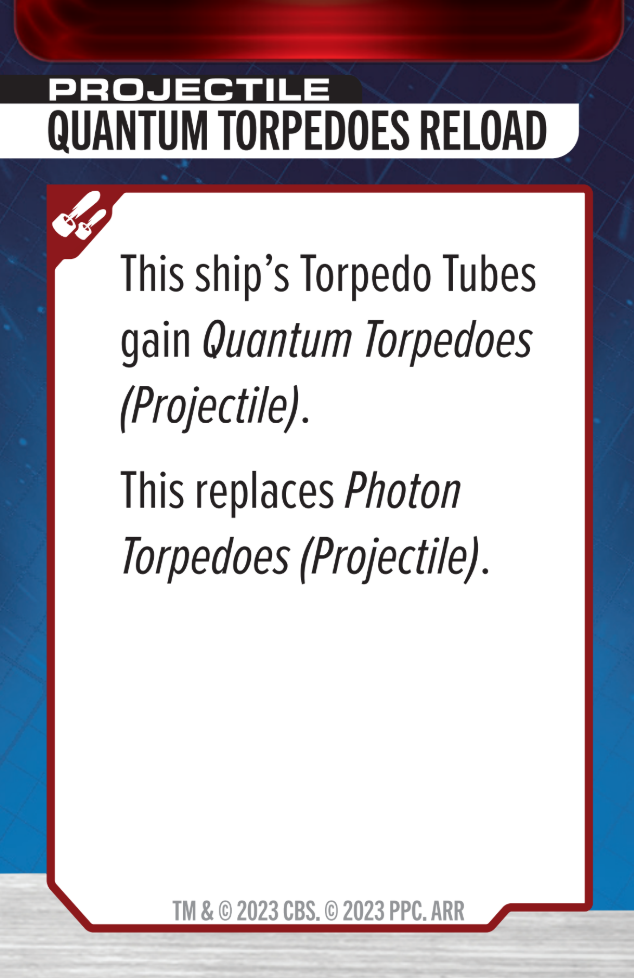 PROJECTILE
QUANTUM TORPEDOES RELOAD
This ship’s Torpedo Tubes
gain Quantum Torpedoes
(Projectile).
This replaces Photon
Torpedoes (Projectile).
TM & © 2023 CBS. © 2023 PPC. ARR